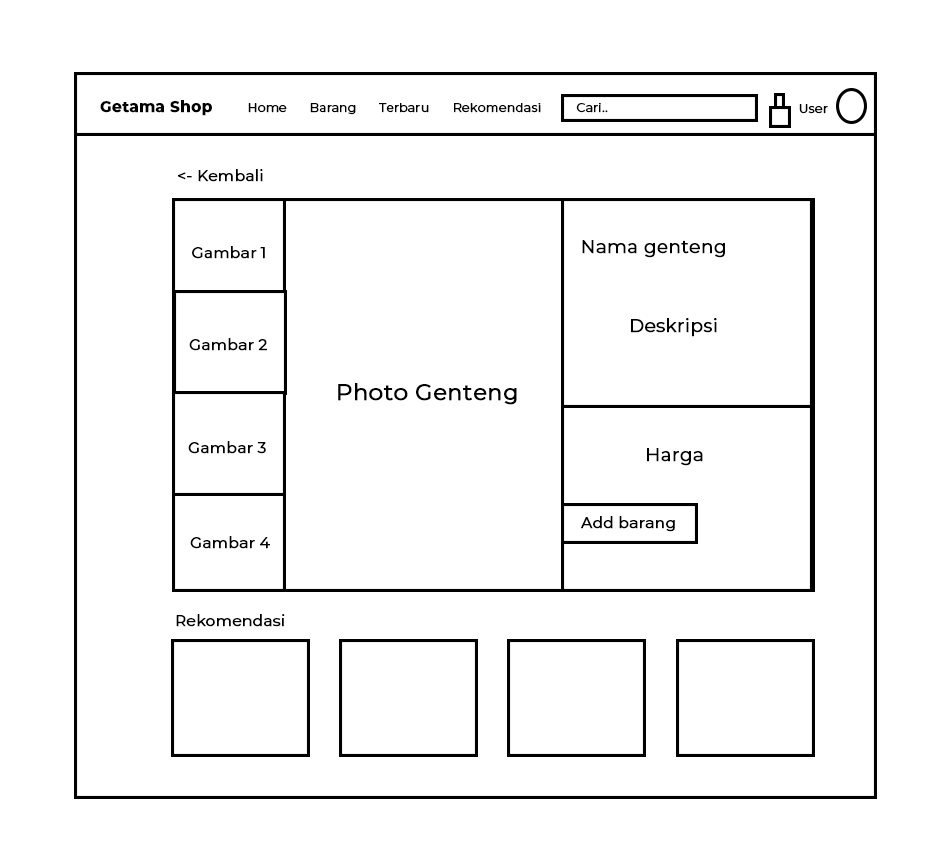 Getama Shop Home Barang Terbaru Rekomendasi Cari.. User
<- Kembali
Gambar 1
Gambar 2
Gambar 3
Gambar 4
Photo Genteng
Nama genteng
Deskripsi
Harga
Add barang
Rekomendasi